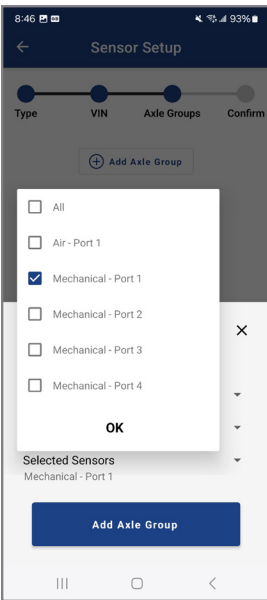 8:46
93%
Sensor Setup
Type VIN Axle Groups Confirm
Add Axle Group
All
Air - Port 1
Mechanical - Port 1
Mechanical - Port 2
Mechanical - Port 3
Mechanical - Port 4
OK
Selected Sensors
Mechanical - Port 1
Add Axle Group